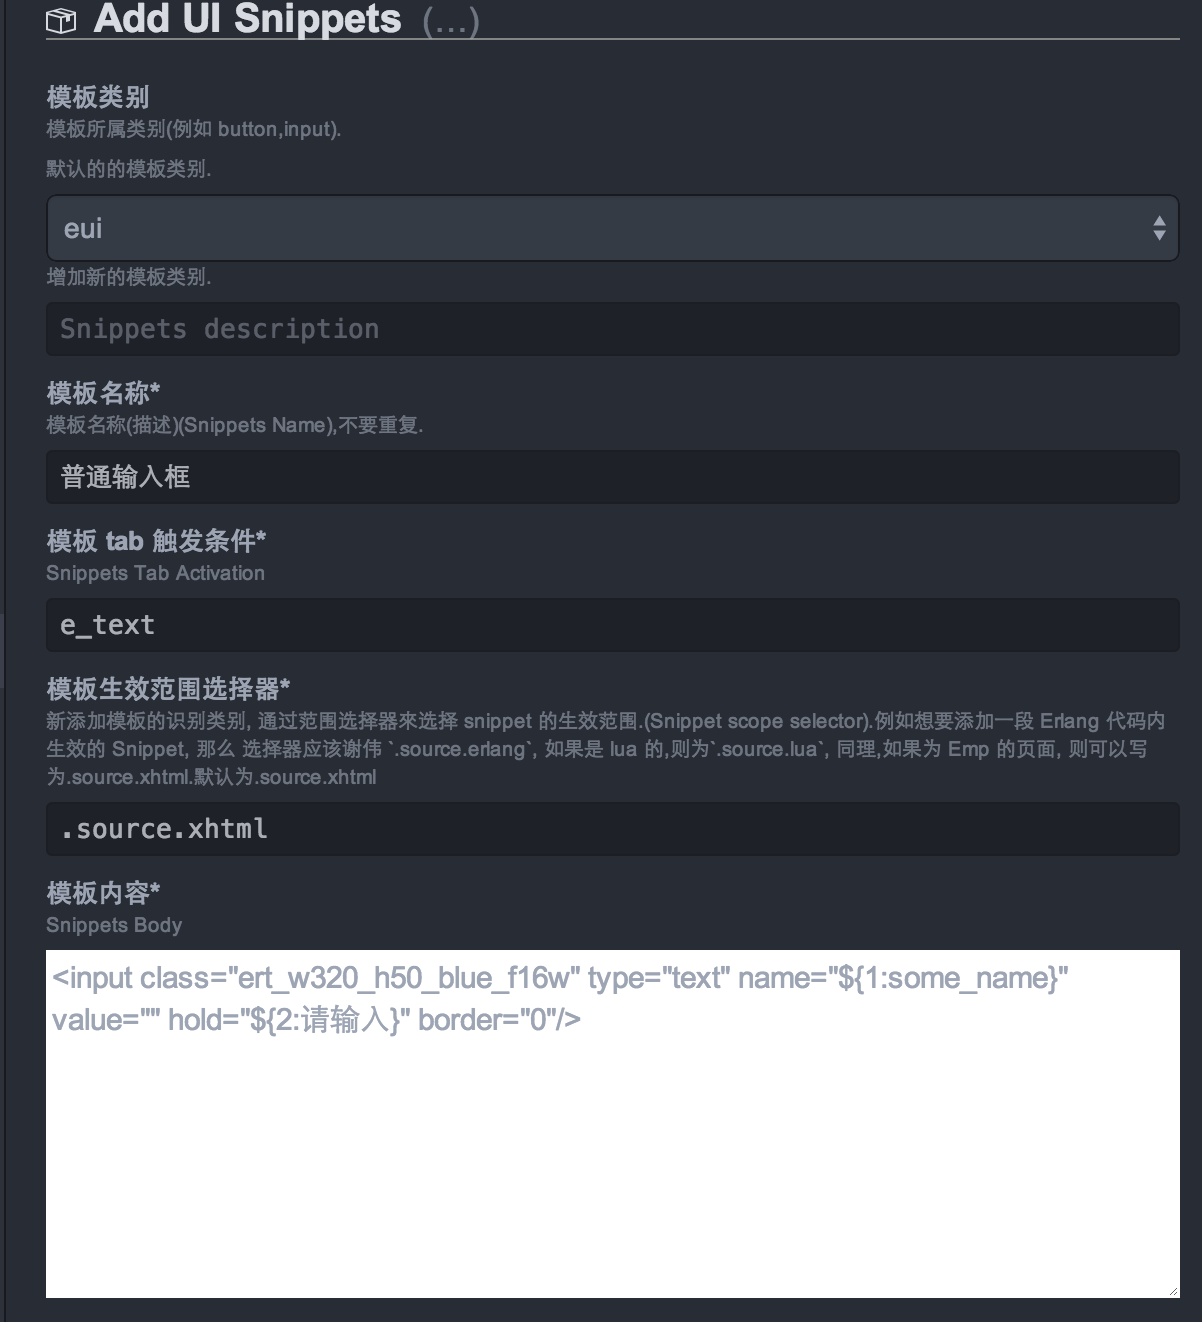 Add UI Snippets (...)
模板类别
模板所属类别(例如 button,input).
默认的的模板类别.
eui
增加新的模板类别.
Snippets description
模板名称*
模板名称(描述)(Snippets Name),不要重复.
普通输入框
模板 tab 触发条件*
Snippets Tab Activation
e_text
模板生效范围选择器*
新添加模板的识别类别, 通过范围选择器來选择 snippet 的生效范围.(Snippet scope selector).例如想要添加一段 Erlang 代码内
生效的 Snippet, 那么 选择器应该谢伟 `.source.erlang`, 如果是 lua 的,则为`.source.lua`, 同理,如果为 Emp 的页面, 则可以写
为.source.xhtml.默认为.source.xhtml
.source.xhtml
模板内容*
Snippets Body
<input class="ert_w320_h50_blue_f16w" type="text" name="${1:some_name}"
value="" hold="${2:请输入}" border="0"/>